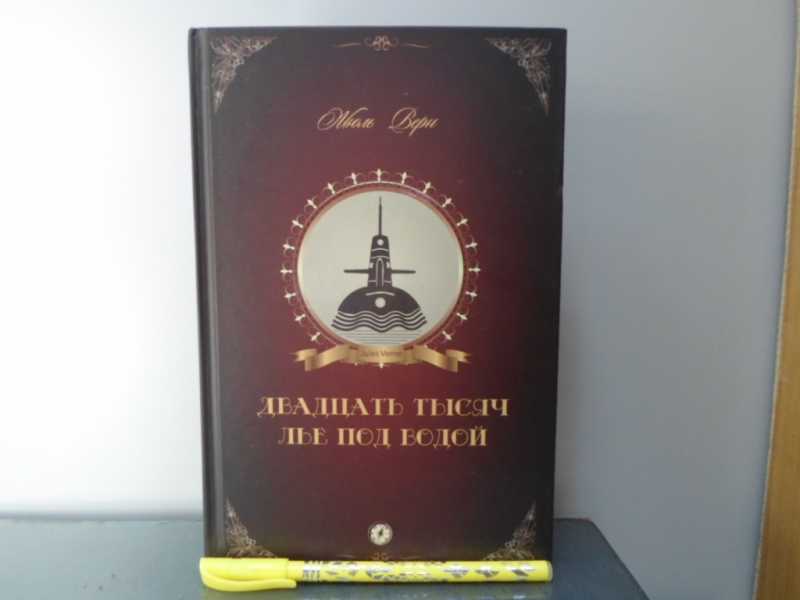 Жюль Верн
Jules Verne
ДВАДЦАТЬ ТЫСЯЧ
ЛЬЕ ПОД ВОДОЙ